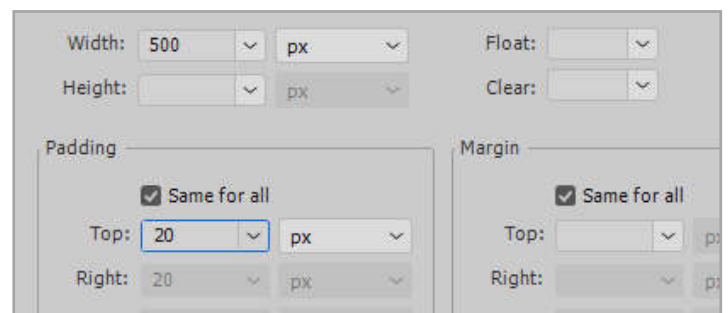 Width: 500 px Float:
Height: px Clear:
Padding Margin
Same for all Same for all
Top: 20 px Top:
Right: 20 px Right: